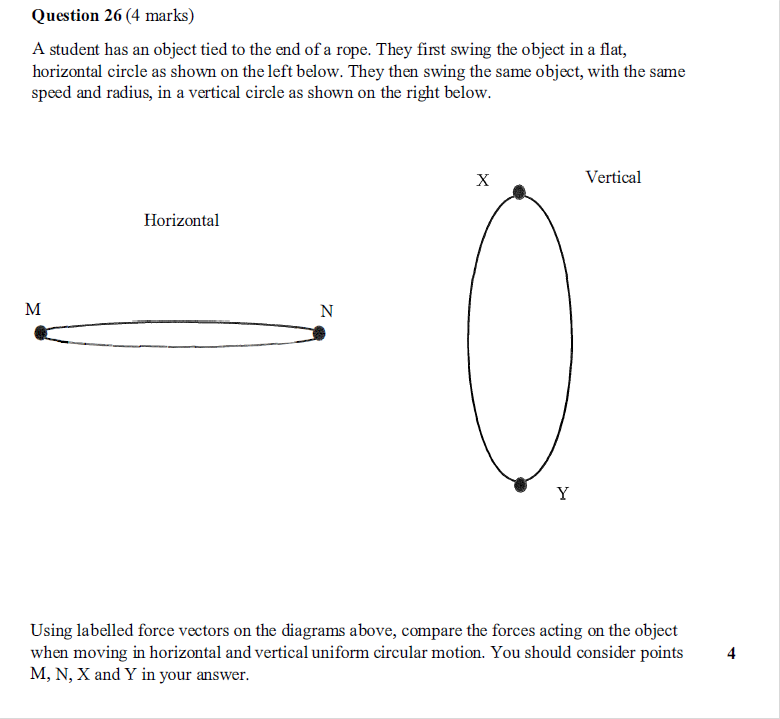 Question 26 (4 marks)
A student has an object tied to the end of a rope. They first swing the object in a flat,
horizontal circle as shown on the left below. They then swing the same object, with the same
speed and radius, in a vertical circle as shown on the right below.
X
Vertical
Horizontal
M
N
Y
Using labelled force vectors on the diagrams above, compare the forces acting on the object
when moving in horizontal and vertical uniform circular motion. You should consider points
4
M, N, X and Y in your answer.